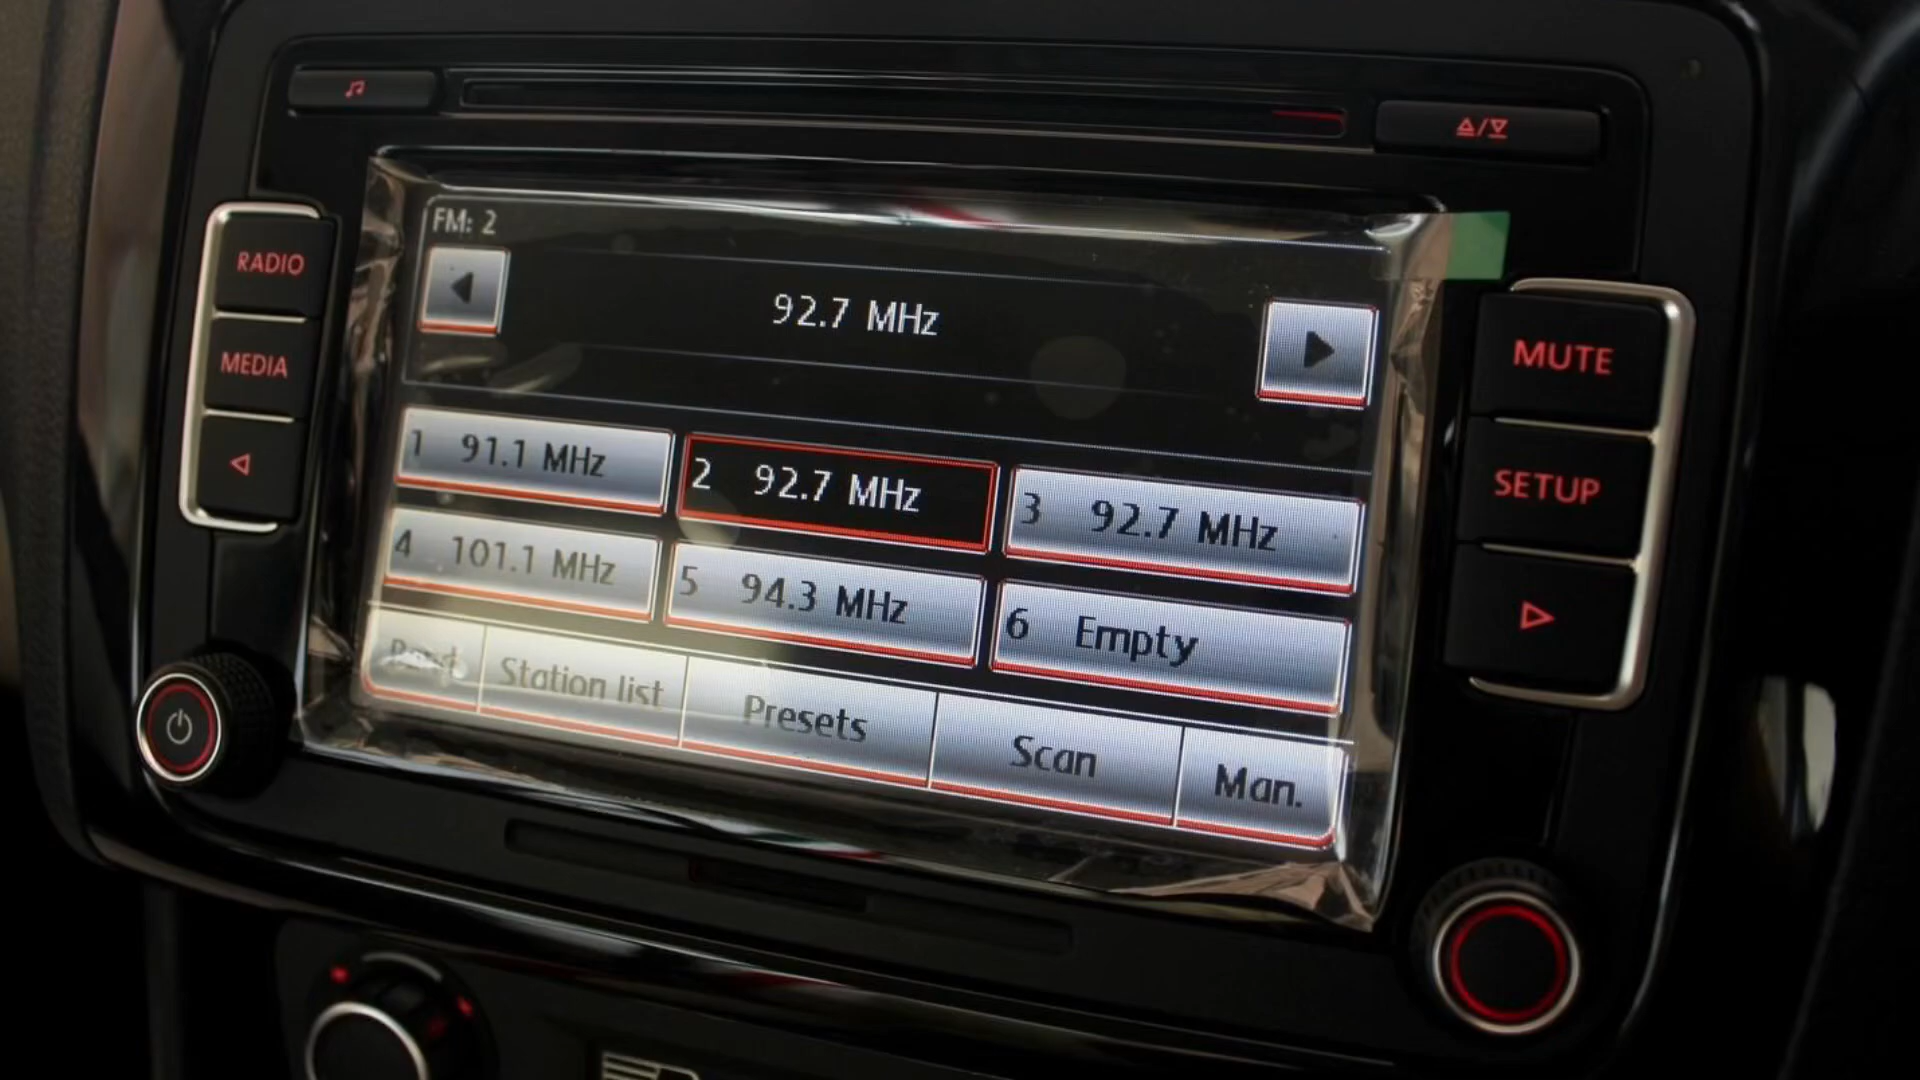 FM: 2
92.7 MHz
1 91.1 MHz
2 92.7 MHz
3 92.7 MHz
4 101.1 MHz
5 94.3 MHz
6 Empty
Band
Station list
Presets
Scan
Man.
RADIO
MEDIA
MUTE
SETUP